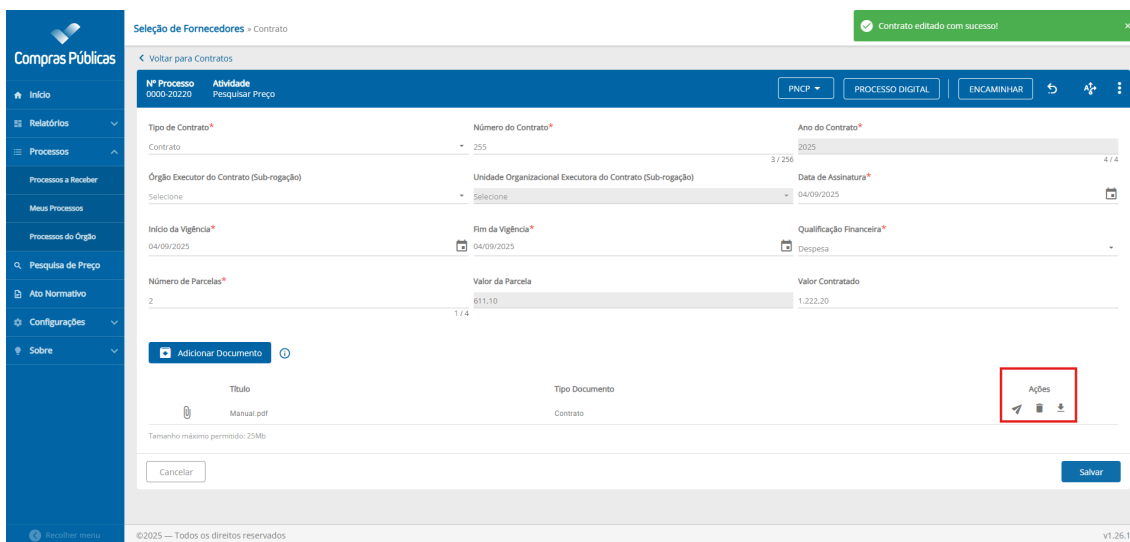 Compras Públicas
Início
Relatórios
Processos
Processos a Receber
Meus Processos
Processos do Órgão
Pesquisa de Preço
Ato Normativo
Configurações
Sobre
Recolher menu
Seleção de Fornecedores » Contrato
Contrato editado com sucesso! ×
Voltar para Contratos
Nº Processo Atividade
0000-20220 Pesquisar Preço
PNCP PROCESSO DIGITAL ENCAMINHAR
Tipo de Contrato* Número do Contrato* Ano do Contrato*
Contrato 255 2025
3 / 256 4 / 4
Órgão Executor do Contrato (Sub-rogação) Unidade Organizacional Executora do Contrato (Sub-rogação) Data de Assinatura*
Selecione Selecione 04/09/2025
Início da Vigência* Fim da Vigência* Qualificação Financeira*
04/09/2025 04/09/2025 Despesa
Número de Parcelas* Valor da Parcela Valor Contratado
2 611.10 1.222,20
1 / 4
Adicionar Documento
Título Tipo Documento Ações
Manual.pdf Contrato
Tamanho máximo permitido: 25Mb
Cancelar Salvar
©2025 — Todos os direitos reservados v1.26.1